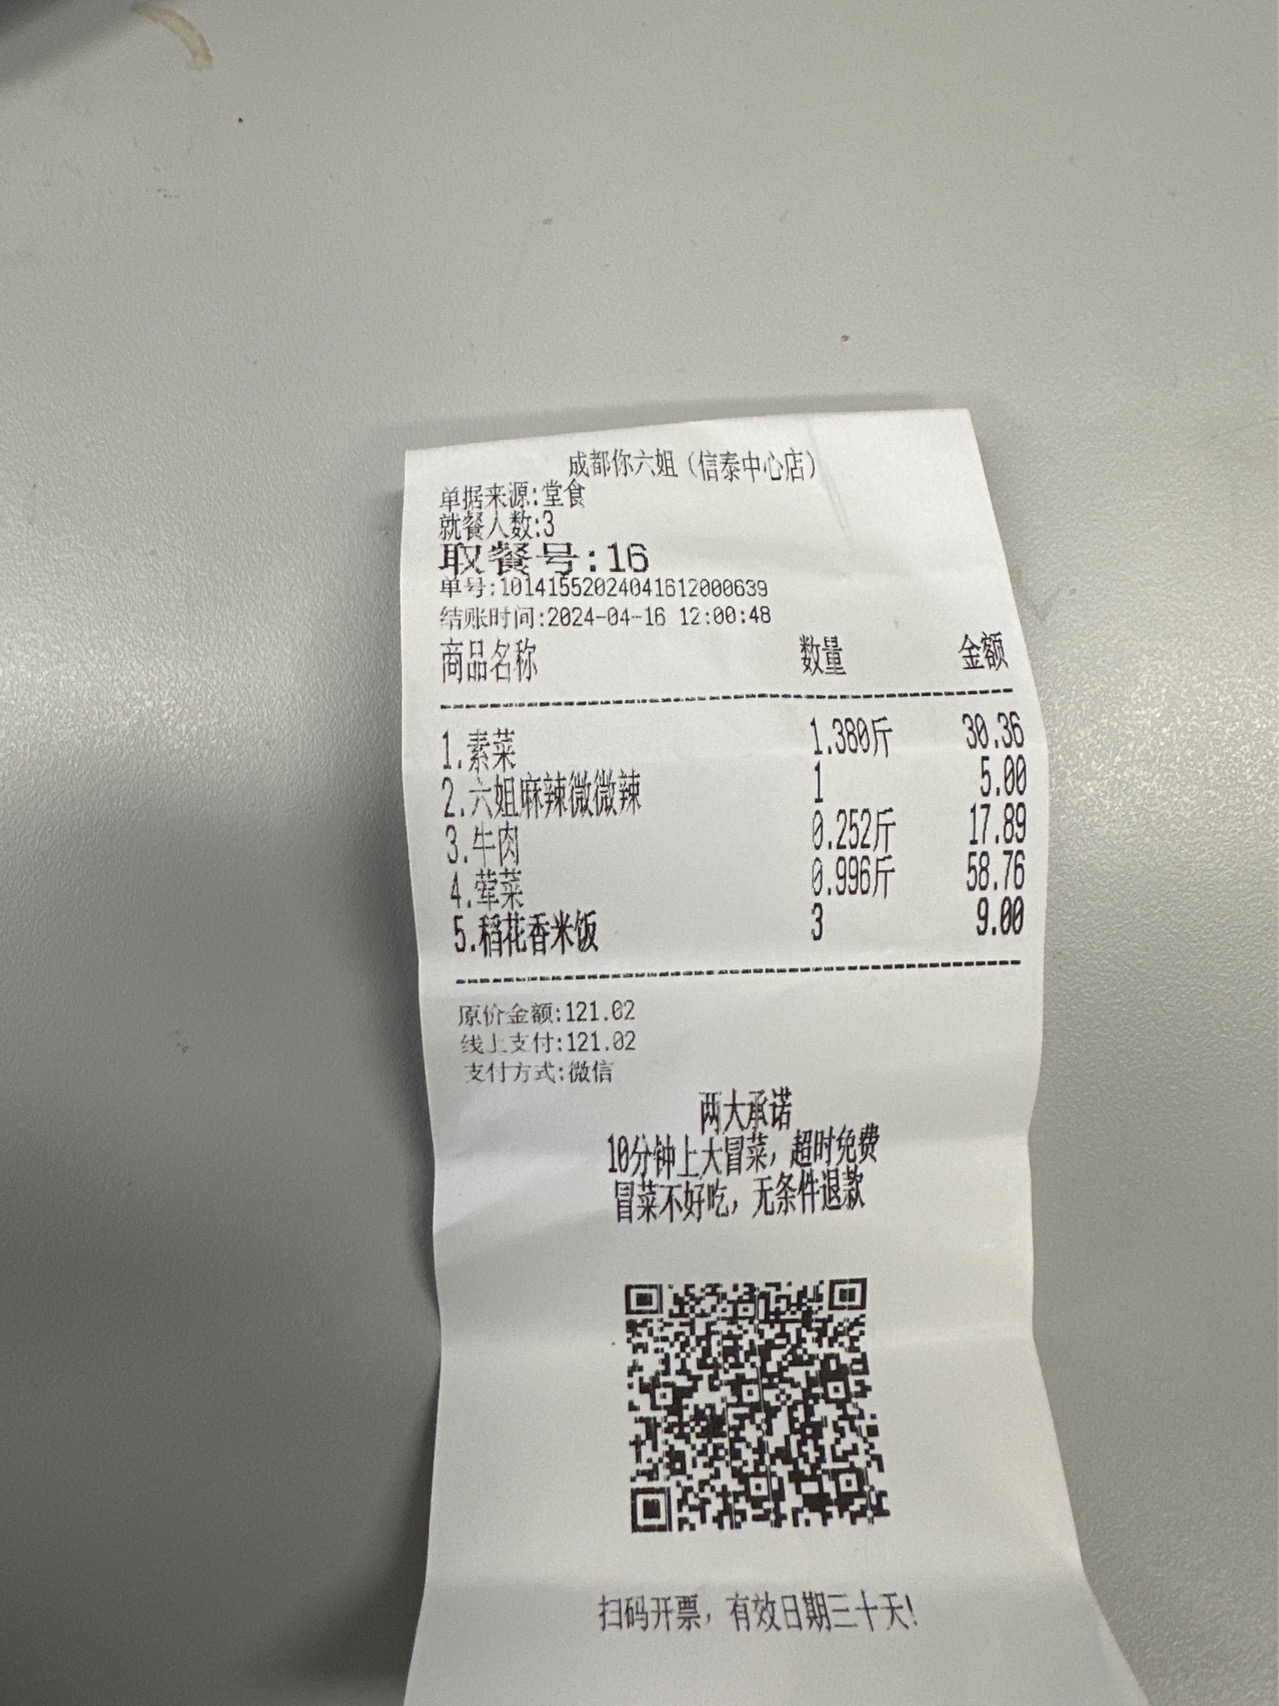 成都你六姐（信泰中心店）
单据来源:堂食
就餐人数:3
取餐号:16
单号:10141552024041612000639
结账时间:2024-04-16 12:00:48
商品名称 数量 金额
1.素菜 1.380斤 30.36
2.六姐麻辣微微辣 1 5.00
3.牛肉 0.252斤 17.89
4.荤菜 0.996斤 58.76
5.稻花香米饭 3 9.00
原价金额:121.02
线上支付:121.02
支付方式:微信
两大承诺
10分钟上大冒菜，超时免费
冒菜不好吃，无条件退款
扫码开票，有效日期三十天!